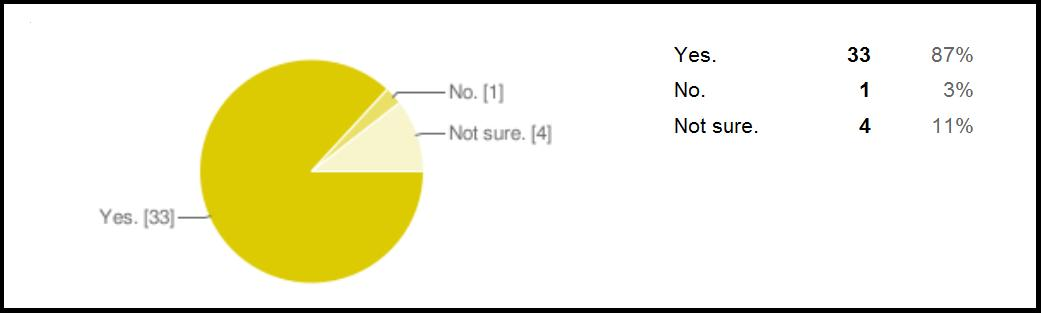 No. [1]
Not sure. [4]
Yes. [33]
Yes. 33 87%
No. 1 3%
Not sure. 4 11%